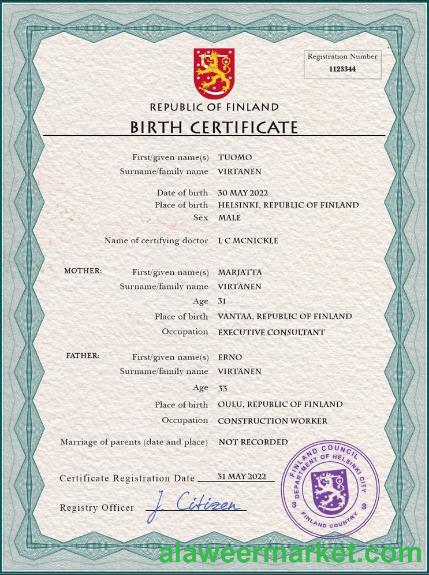 Registration Number
1123344
REPUBLIC OF FINLAND
BIRTH CERTIFICATE
First/given name(s) TUOMO
Surname/family name VIRTANEN
Date of birth 30 MAY 2022
Place of birth HELSINKI, REPUBLIC OF FINLAND
Sex MALE
Name of certifying doctor L C MCNICKLE
MOTHER: First/given name(s) MARJATTA
Surname/family name VIRTANEN
Age 31
Place of birth VANTAA, REPUBLIC OF FINLAND
Occupation EXECUTIVE CONSULTANT
FATHER: First/given name(s) ERNO
Surname/family name VIRTANEN
Age 33
Place of birth OULU, REPUBLIC OF FINLAND
Occupation CONSTRUCTION WORKER
Marriage of parents (date and place) NOT RECORDED
FINLAND COUNCIL
DEPARTMENT OF HELSINKI CITY
FINLAND COUNTRY
Certificate Registration Date 31 MAY 2022
Registry Officer J. Citizen
alaweermarket.com